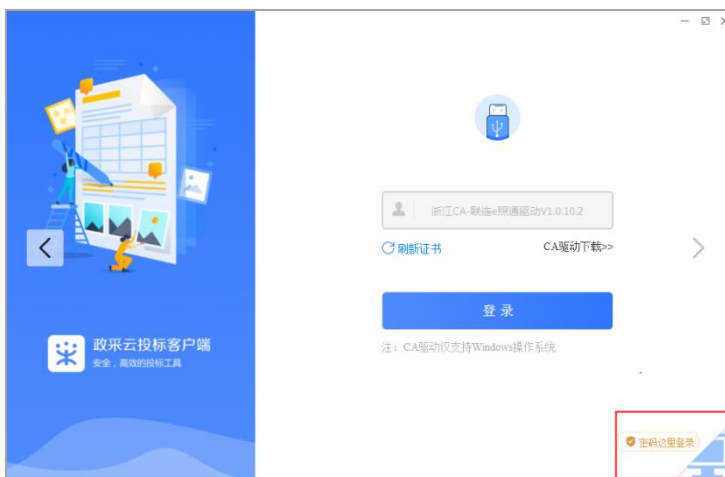 政采云投标客户端
安全，高效的投标工具
浙江CA-联连e照通驱动V1.0.10.2
刷新证书
CA驱动下载>>
登 录
注：CA驱动仅支持Windows操作系统
密码这里登录